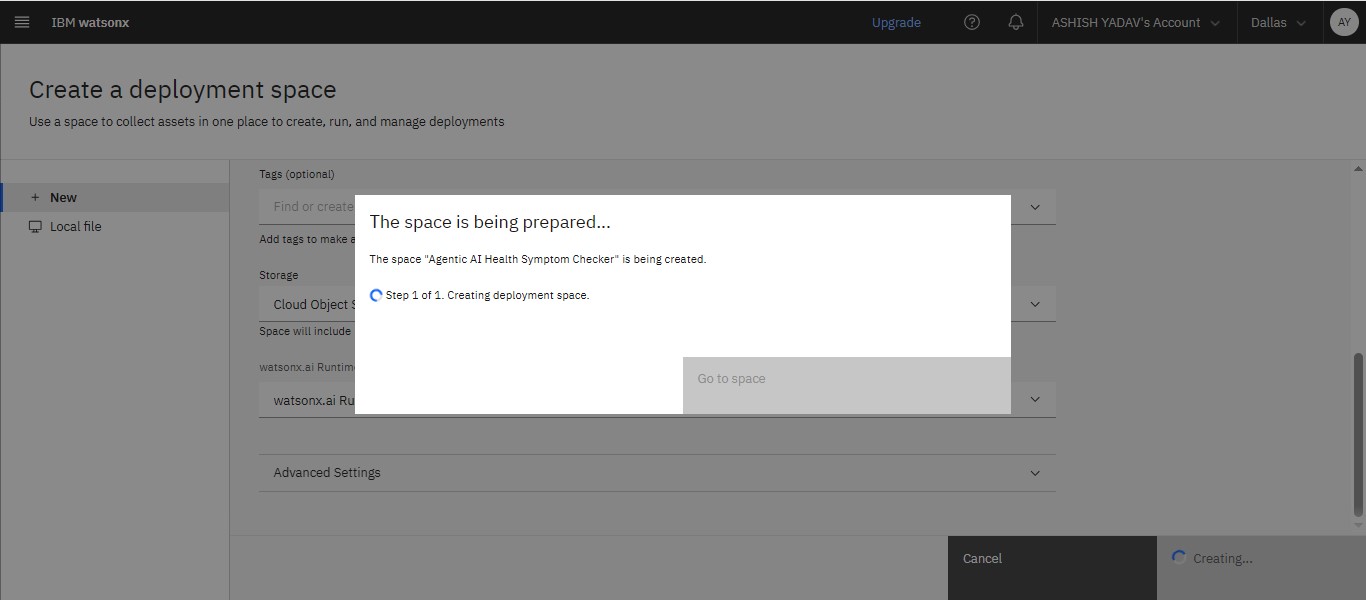 IBM watsonx
Upgrade
ASHISH YADAV's Account
Dallas
AY
Create a deployment space
Use a space to collect assets in one place to create, run, and manage deployments
+ New
Local file
Tags (optional)
Find or create
Add tags to make a
Storage
Cloud Object S
Space will include
watsonx.ai Runtim
watsonx.ai Ru
Advanced Settings
The space is being prepared...
The space "Agentic AI Health Symptom Checker" is being created.
Step 1 of 1. Creating deployment space.
Go to space
Cancel
Creating...